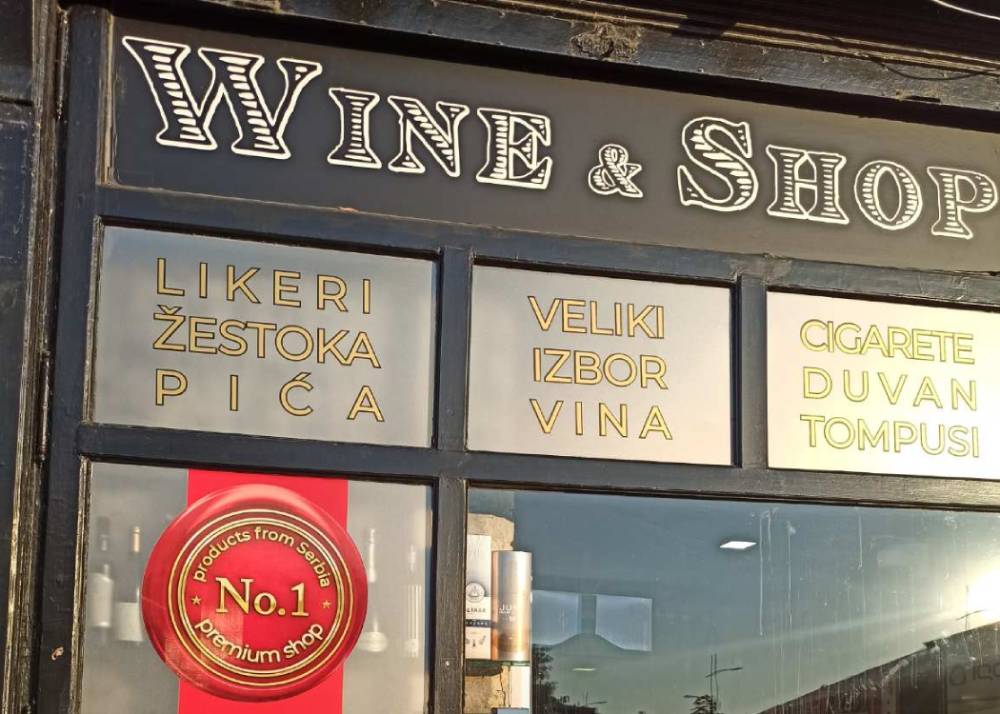 WINE & SHOP
LIKERI
ŽESTOKA
PIĆA
VELIKI
IZBOR
VINA
CIGARETE
DUVAN
TOMPUSI
products from Serbia
No.1
premium shop